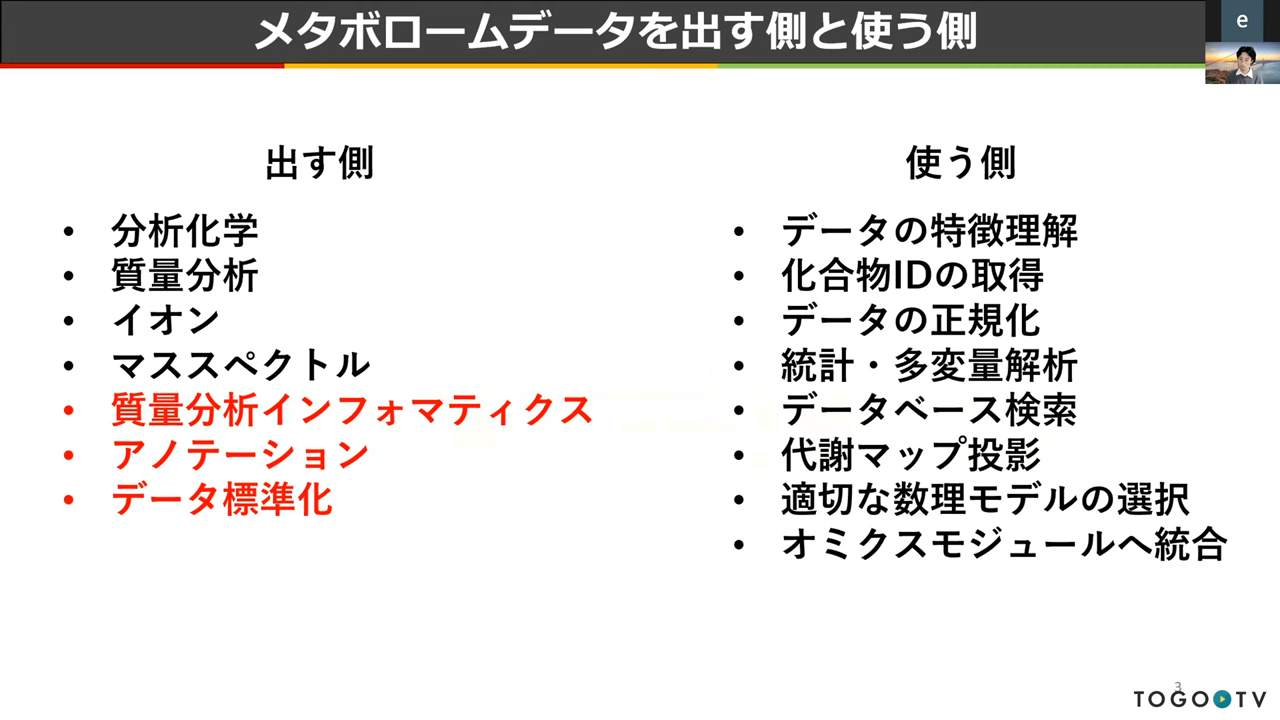 メタボロームデータを出す側と使う側
e
出す側
• 分析化学
• 質量分析
• イオン
• マススペクトル
• 質量分析インフォマティクス
• アノテーション
• データ標準化
使う側
• データの特徴理解
• 化合物IDの取得
• データの正規化
• 統計・多変量解析
• データベース検索
• 代謝マップ投影
• 適切な数理モデルの選択
• オミクスモジュールへ統合
3
TOGO TV